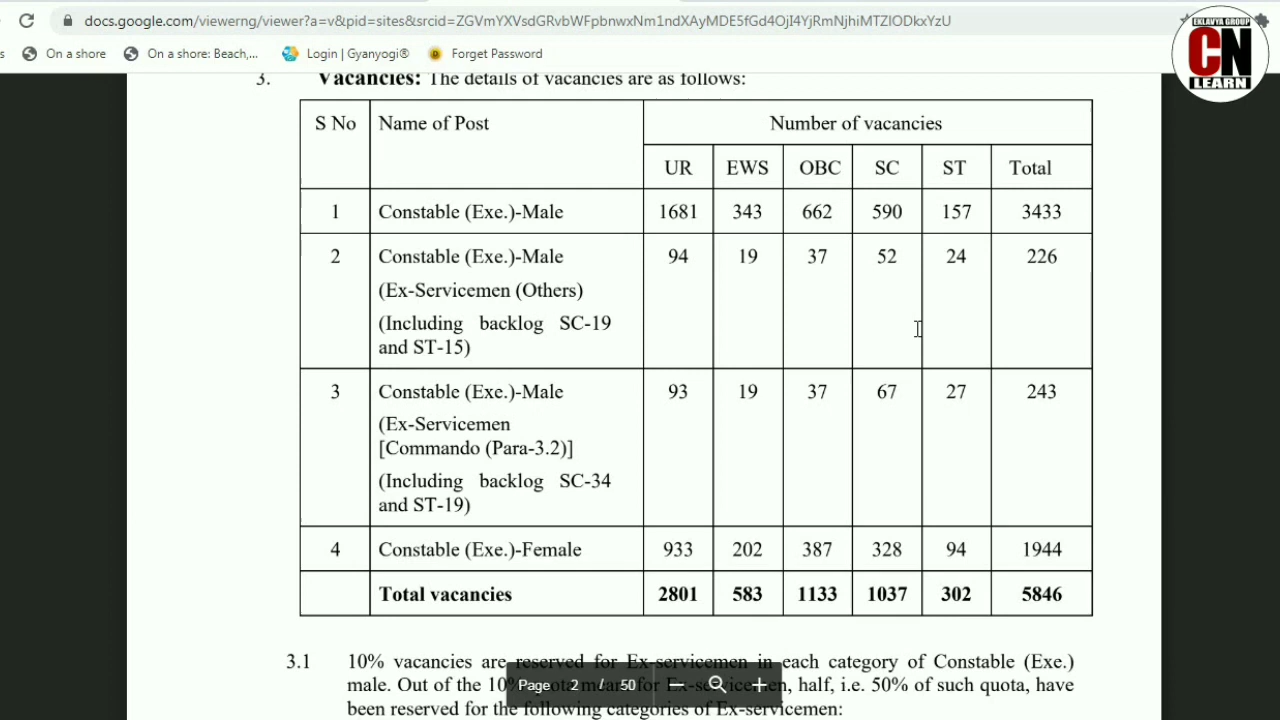 docs.google.com/viewerng/viewer?a=v&pid=sites&srcid=ZGVmYXVsdGRvbWFpbnwxNm1ndXAyMDE5fGd4OjI4YjRmNjhiMTZlODkxYzU
EKLAVYA GROUP
CN
LEARN
s On a shore On a shore: Beach,... Login | Gyanyogi® Forget Password
3. Vacancies: The details of vacancies are as follows:
S No Name of Post Number of vacancies
UR EWS OBC SC ST Total
1 Constable (Exe.)-Male 1681 343 662 590 157 3433
2 Constable (Exe.)-Male 94 19 37 52 24 226
(Ex-Servicemen (Others)
(Including backlog SC-19
and ST-15)
3 Constable (Exe.)-Male 93 19 37 67 27 243
(Ex-Servicemen
[Commando (Para-3.2)]
(Including backlog SC-34
and ST-19)
4 Constable (Exe.)-Female 933 202 387 328 94 1944
Total vacancies 2801 583 1133 1037 302 5846
3.1 10% vacancies are reserved for Ex-servicemen in each category of Constable (Exe.)
male. Out of the 10% quota meant for Ex-servicemen, half, i.e. 50% of such quota, have
Page 2 / 50
been reserved for the following categories of Ex-servicemen: